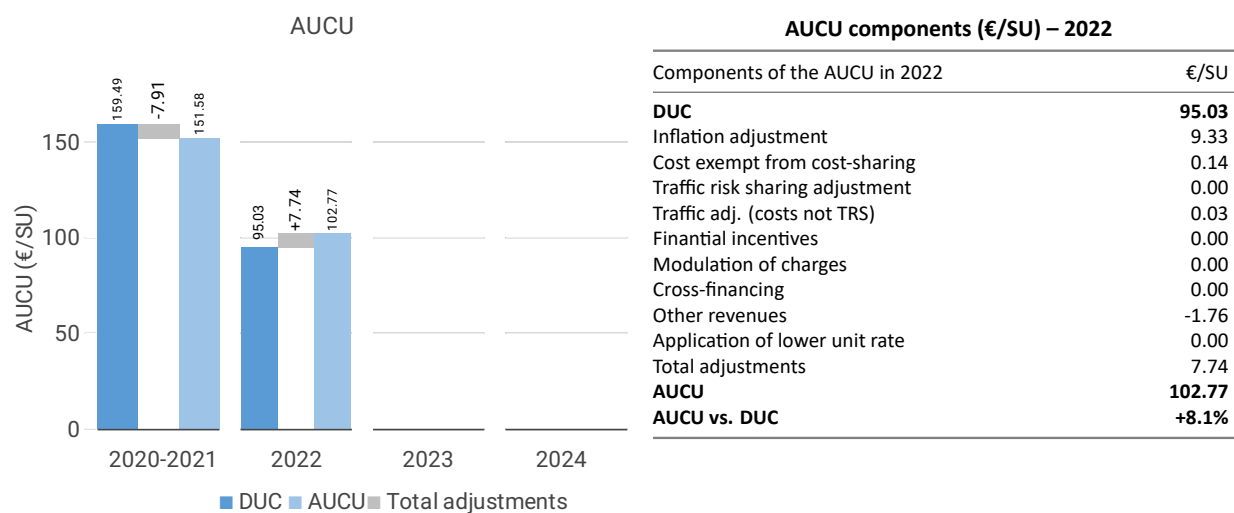 AUCU
159.49
-7.91
151.58
95.03
+7.74
102.77
AUCU (€/SU)
150
100
50
0
2020-2021 2022 2023 2024
DUC AUCU Total adjustments
AUCU components (€/SU) – 2022
Components of the AUCU in 2022 €/SU
DUC 95.03
Inflation adjustment 9.33
Cost exempt from cost-sharing 0.14
Traffic risk sharing adjustment 0.00
Traffic adj. (costs not TRS) 0.03
Finantial incentives 0.00
Modulation of charges 0.00
Cross-financing 0.00
Other revenues -1.76
Application of lower unit rate 0.00
Total adjustments 7.74
AUCU 102.77
AUCU vs. DUC +8.1%